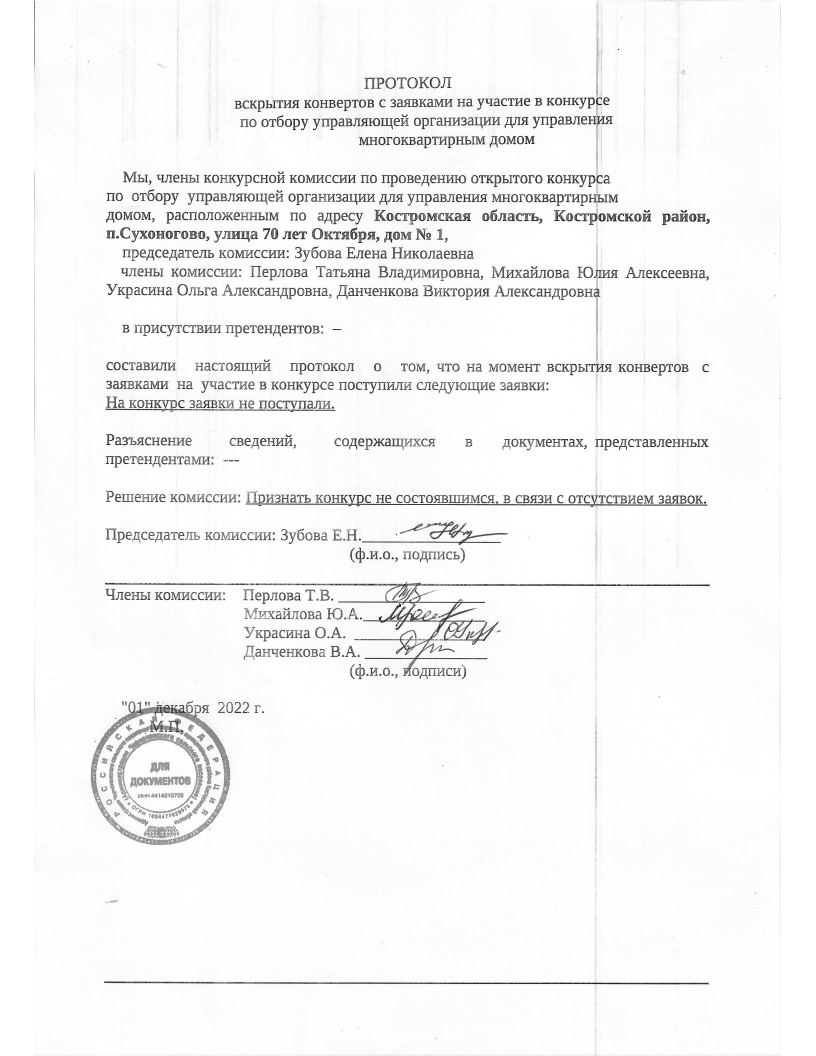 ПРОТОКОЛ
вскрытия конвертов с заявками на участие в конкурсе
по отбору управляющей организации для управления
многоквартирным домом
Мы, члены конкурсной комиссии по проведению открытого конкурса
по отбору управляющей организации для управления многоквартирным
домом, расположенным по адресу Костромская область, Костромской район,
п.Сухоногово, улица 70 лет Октября, дом № 1,
председатель комиссии: Зубова Елена Николаевна
члены комиссии: Перлова Татьяна Владимировна, Михайлова Юлия Алексеевна,
Украсина Ольга Александровна, Данченкова Виктория Александровна
в присутствии претендентов: –
составили настоящий протокол о том, что на момент вскрытия конвертов с
заявками на участие в конкурсе поступили следующие заявки:
На конкурс заявки не поступали.
Разъяснение сведений, содержащихся в документах, представленных
претендентами: ---
Решение комиссии: Признать конкурс не состоявшимся, в связи с отсутствием заявок.
Председатель комиссии: Зубова Е.Н.
(ф.и.о., подпись)
Члены комиссии: Перлова Т.В.
Михайлова Ю.А.
Украсина О.А.
Данченкова В.А.
(ф.и.о., подписи)
"01" декабря 2022 г.
М.П.
РОССИЙСКАЯ ФЕДЕРАЦИЯ
ДЛЯ
ДОКУМЕНТОВ